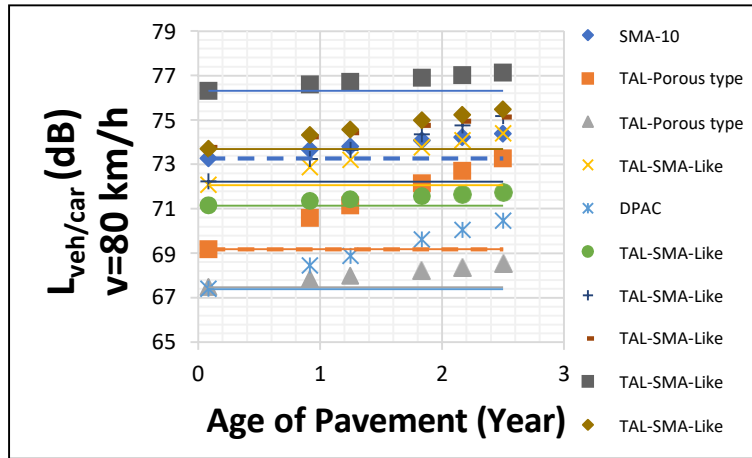 L veh/car (dB)
v=80 km/h
79
77
75
73
71
69
67
65
0
1
2
3
Age of Pavement (Year)
SMA-10
TAL-Porous type
TAL-Porous type
TAL-SMA-Like
DPAC
TAL-SMA-Like
TAL-SMA-Like
TAL-SMA-Like
TAL-SMA-Like
TAL-SMA-Like